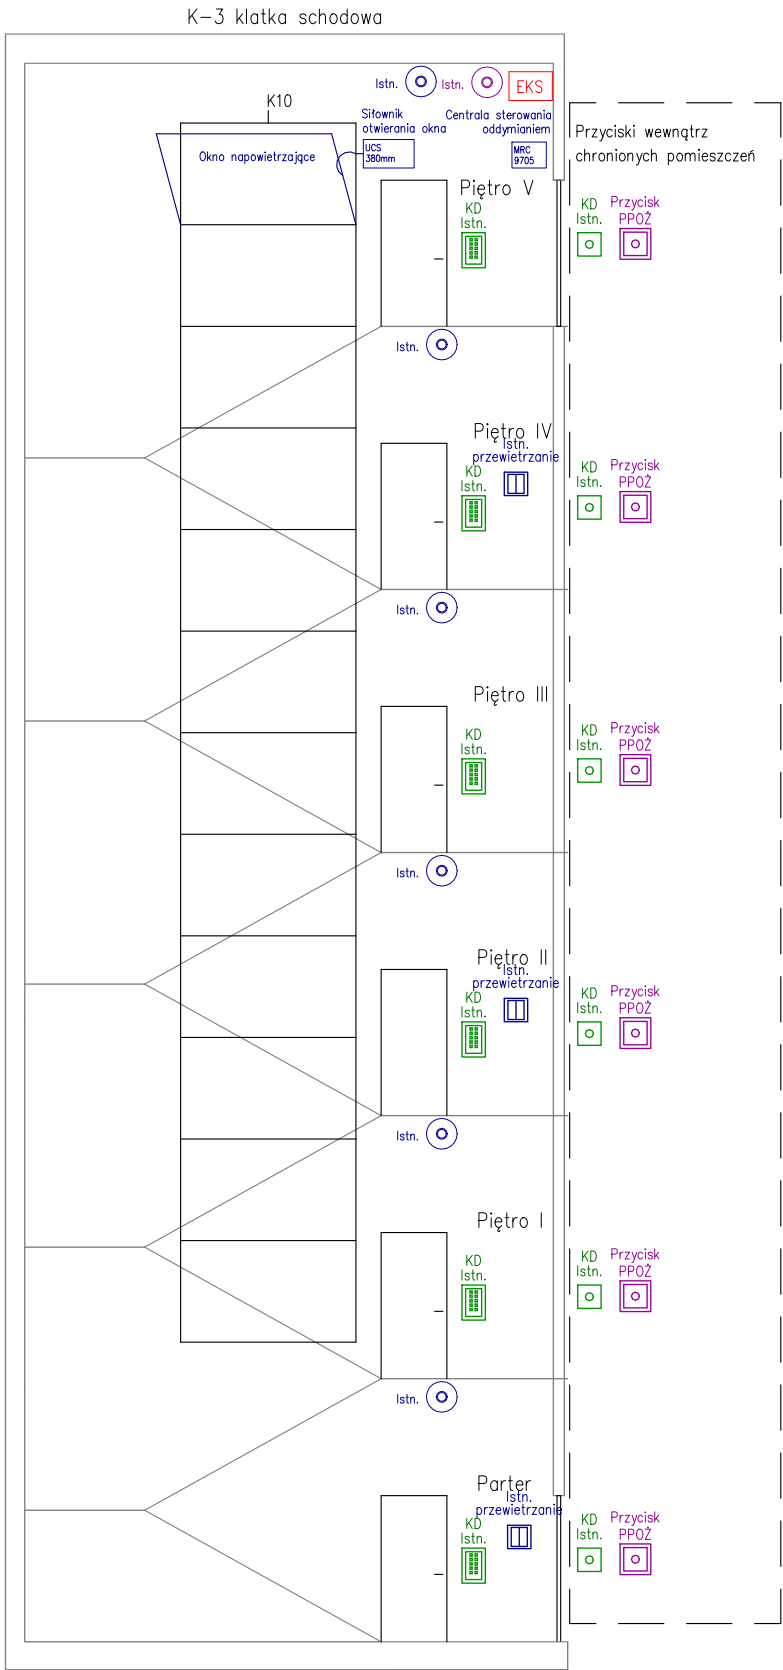 K-3 klatka schodowa
Istn.
Istn.
EKS
K10
Siłownik
otwierania okna
Centrala sterowania
oddymianiem
UCS
380mm
MRC
9705
Okno napowietrzające
Przyciski wewnątrz
chronionych pomieszczeń
Piętro V
KD
Istn.
KD
Istn.
Przycisk
PPOŻ
Istn.
Piętro IV
Istn.
przewietrzanie
KD
Istn.
KD
Istn.
Przycisk
PPOŻ
Istn.
Piętro III
KD
Istn.
KD
Istn.
Przycisk
PPOŻ
Istn.
Piętro II
Istn.
przewietrzanie
KD
Istn.
KD
Istn.
Przycisk
PPOŻ
Istn.
Piętro I
KD
Istn.
KD
Istn.
Przycisk
PPOŻ
Istn.
Parter
Istn.
przewietrzanie
KD
Istn.
KD
Istn.
Przycisk
PPOŻ